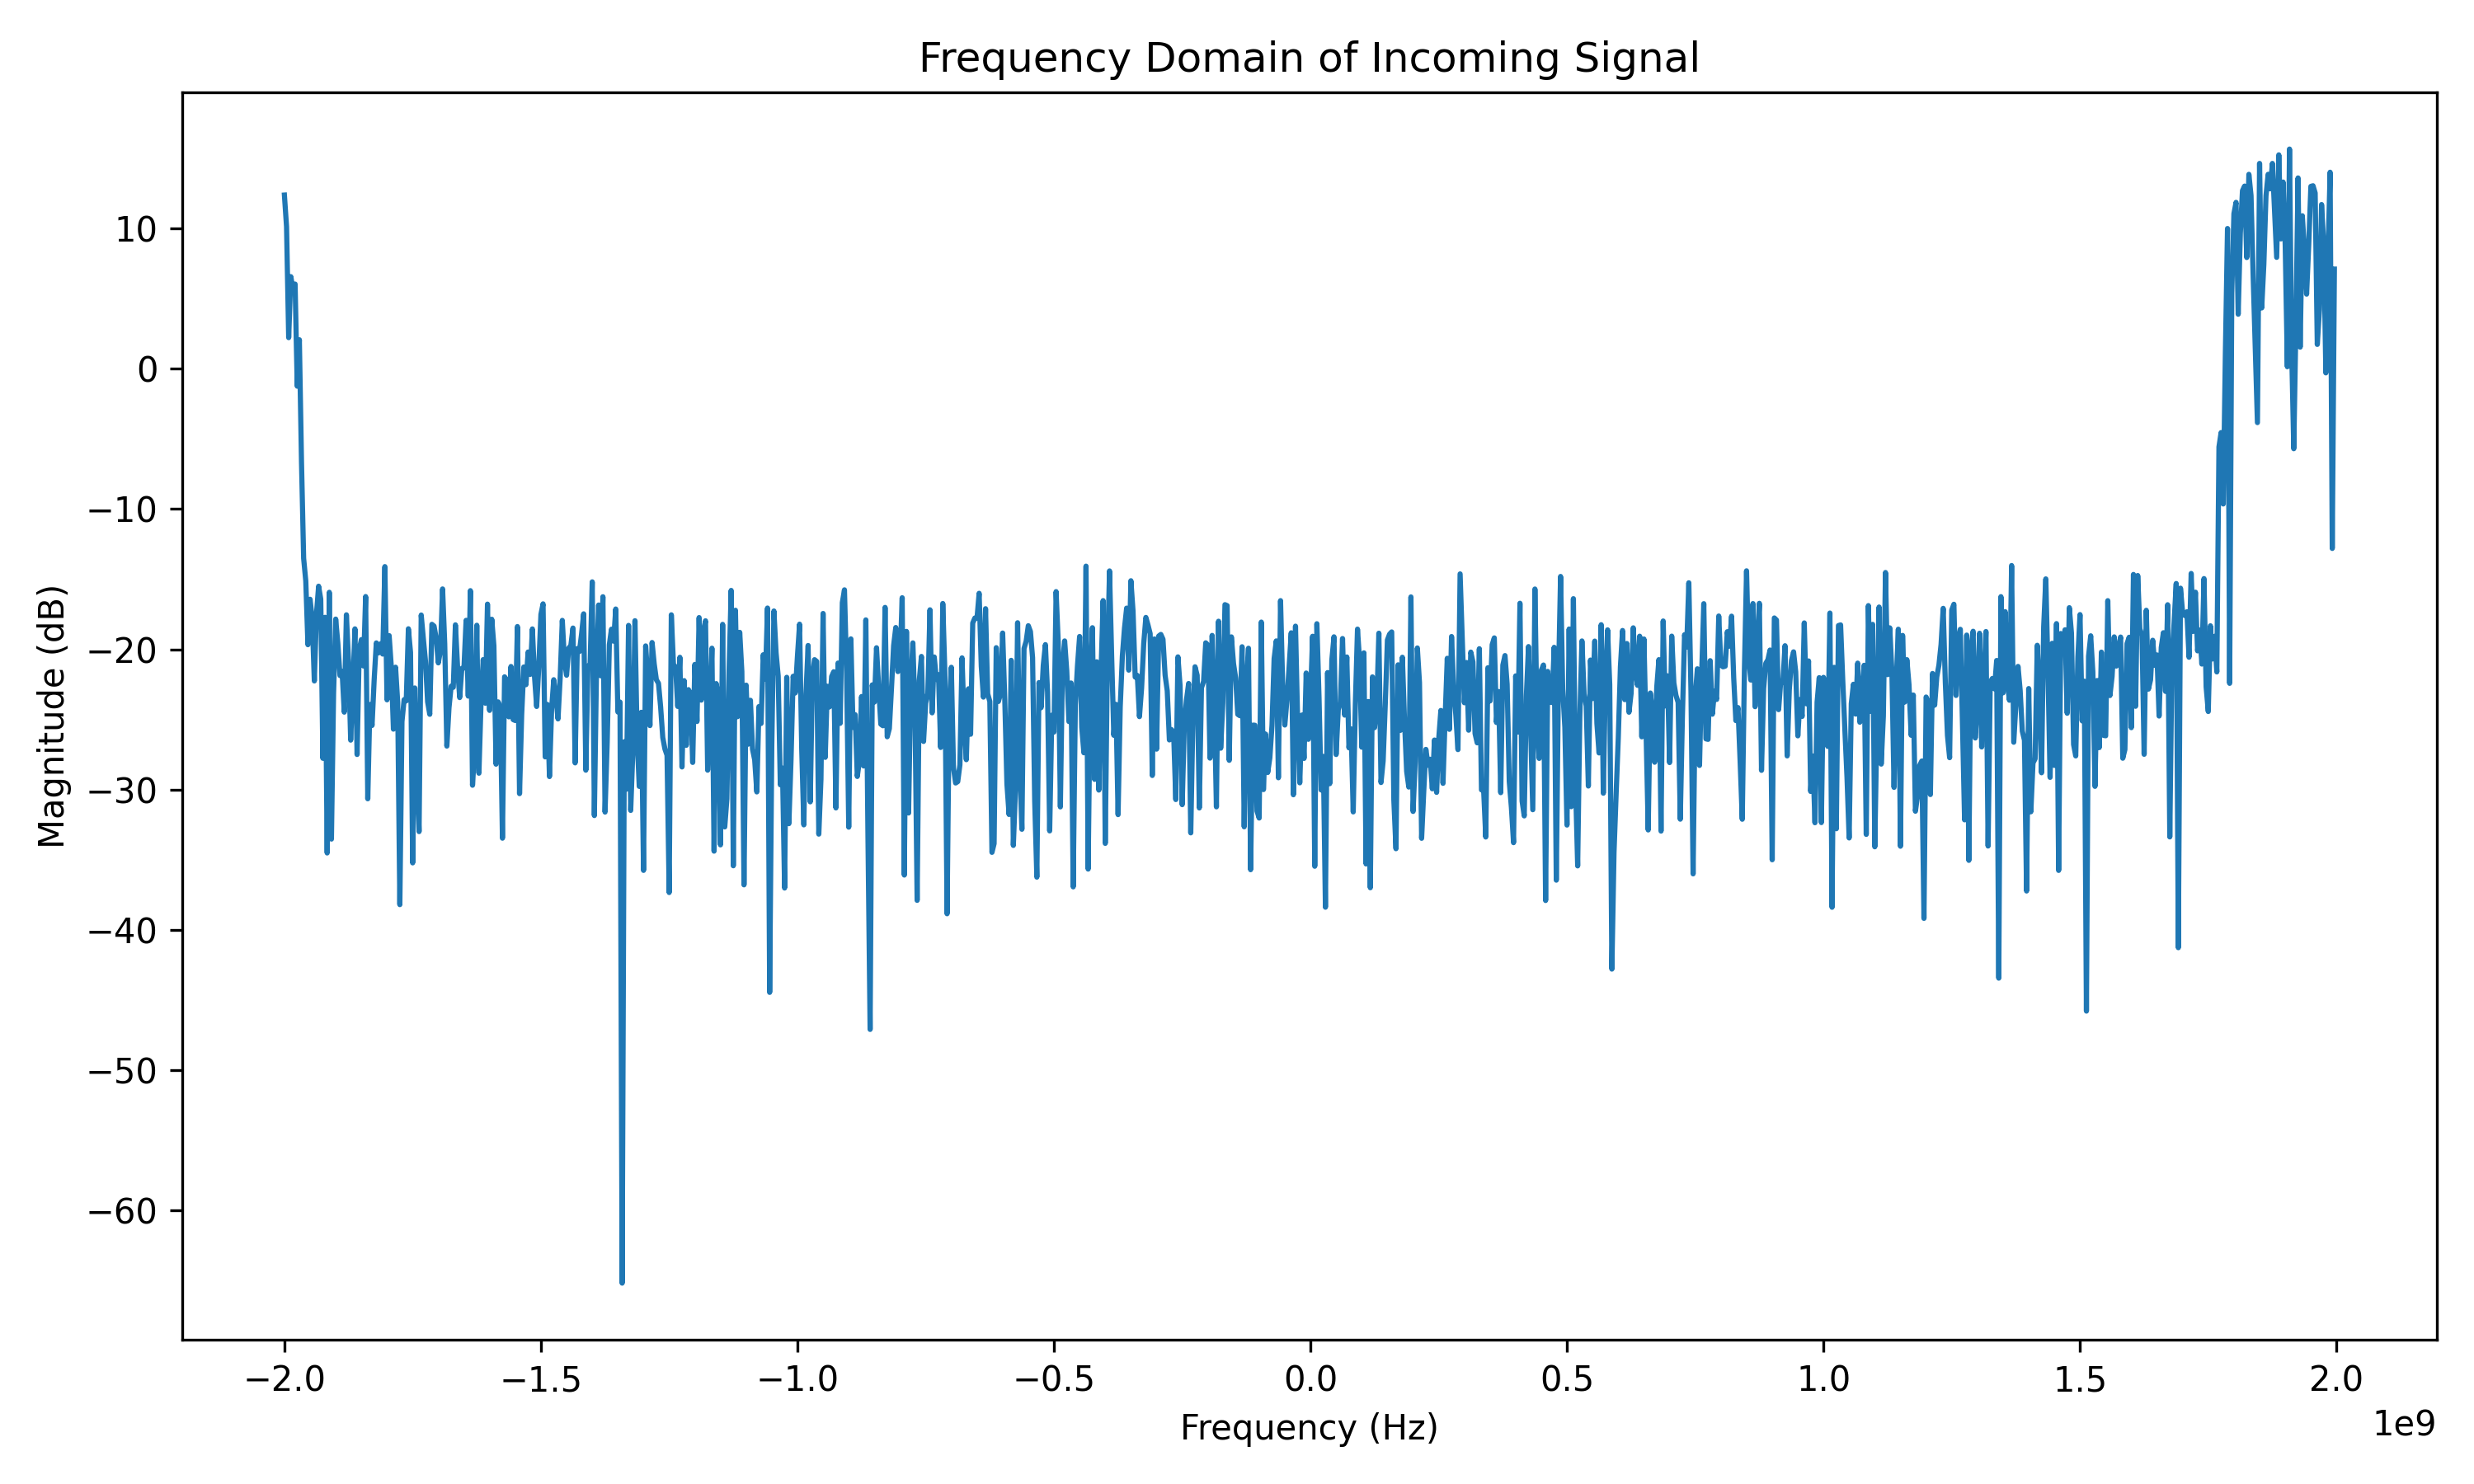 Frequency Domain of Incoming Signal
10
0
−10
−20
−30
−40
−50
−60
Magnitude (dB)
−2.0 −1.5 −1.0 −0.5 0.0 0.5 1.0 1.5 2.0
1e9
Frequency (Hz)